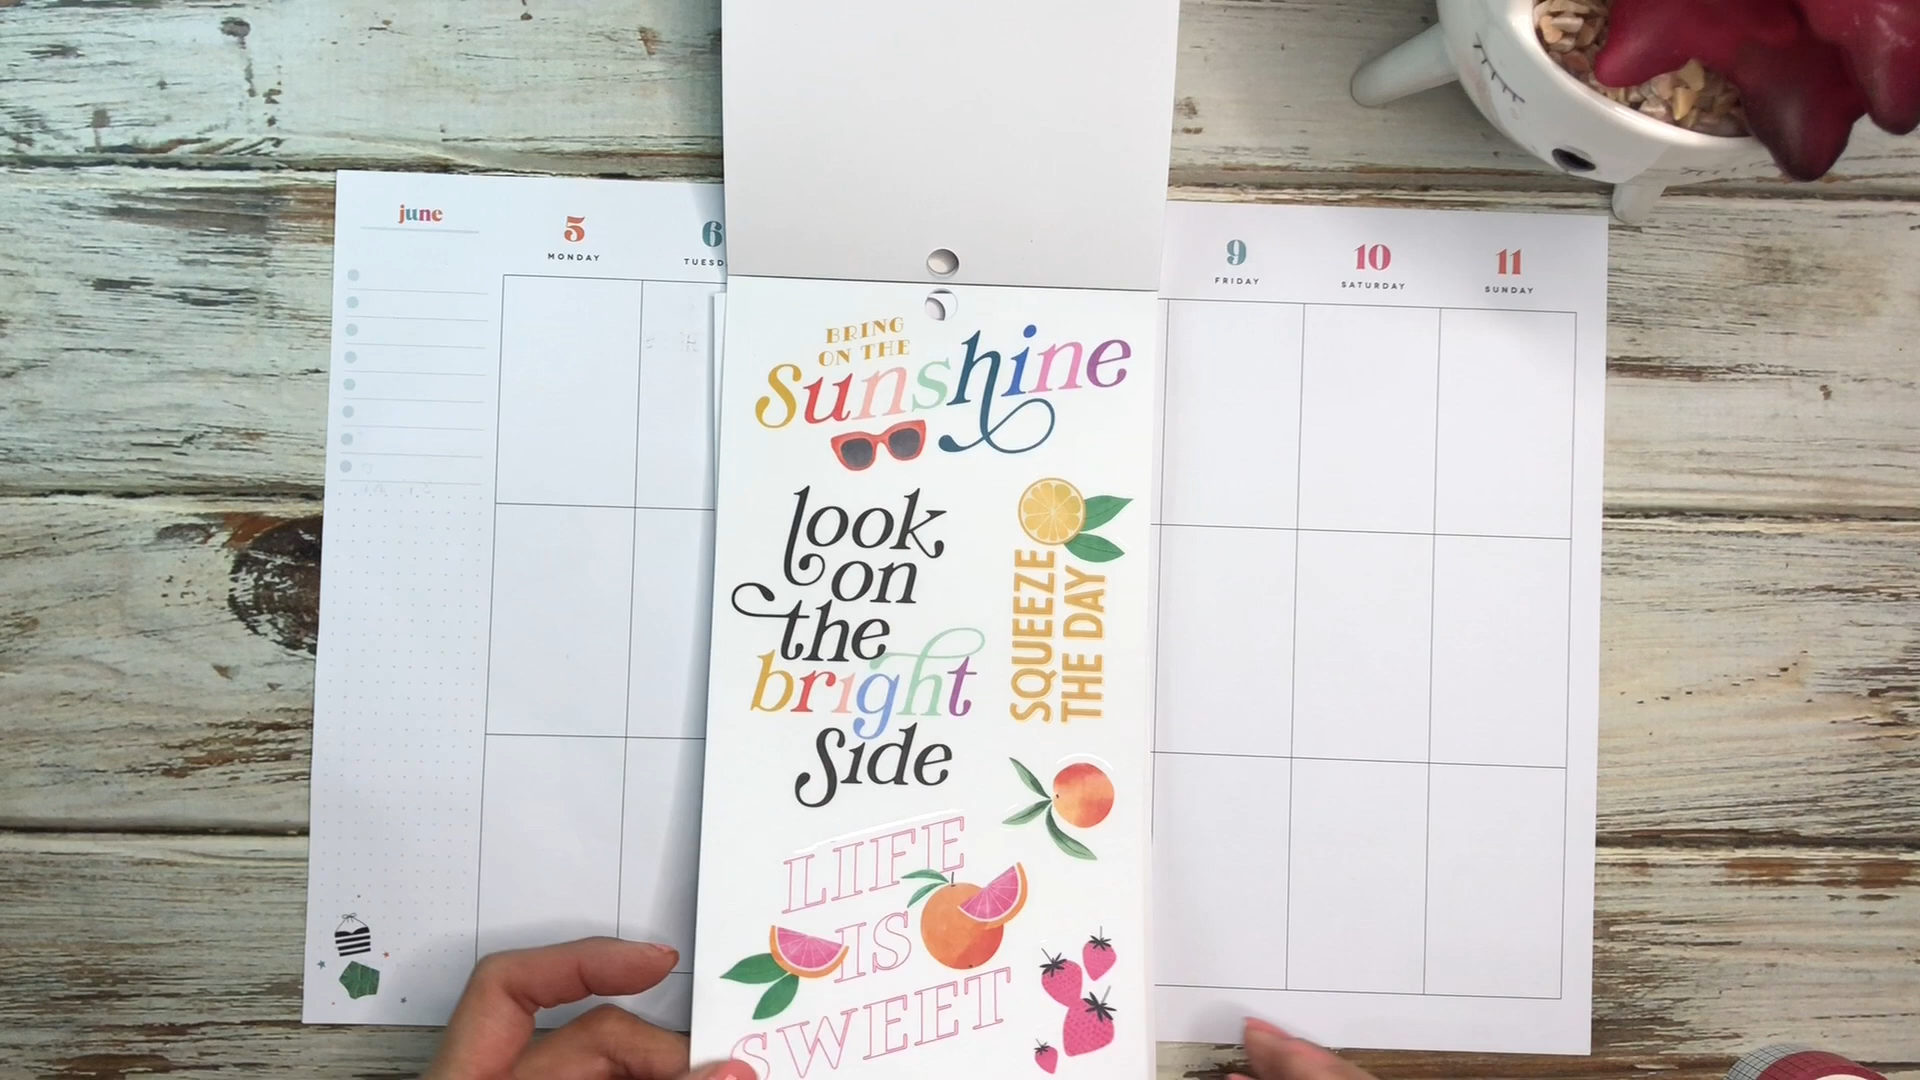 june
5
MONDAY
6
TUESD
9
FRIDAY
10
SATURDAY
11
SUNDAY
BRING
ON THE
Sunshine
look
on
the
bright
side
SQUEEZE
THE DAY
LIFE
IS
SWEET